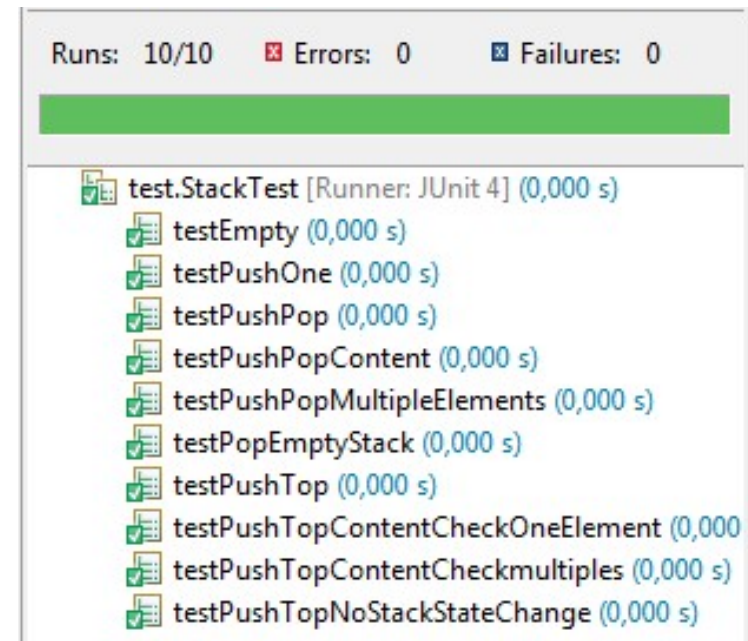 Runs: 10/10 Errors: 0 Failures: 0
test.StackTest [Runner: JUnit 4] (0,000 s)
testEmpty (0,000 s)
testPushOne (0,000 s)
testPushPop (0,000 s)
testPushPopContent (0,000 s)
testPushPopMultipleElements (0,000 s)
testPopEmptyStack (0,000 s)
testPushTop (0,000 s)
testPushTopContentCheckOneElement (0,000
testPushTopContentCheckmultiples (0,000 s)
testPushTopNoStackStateChange (0,000 s)